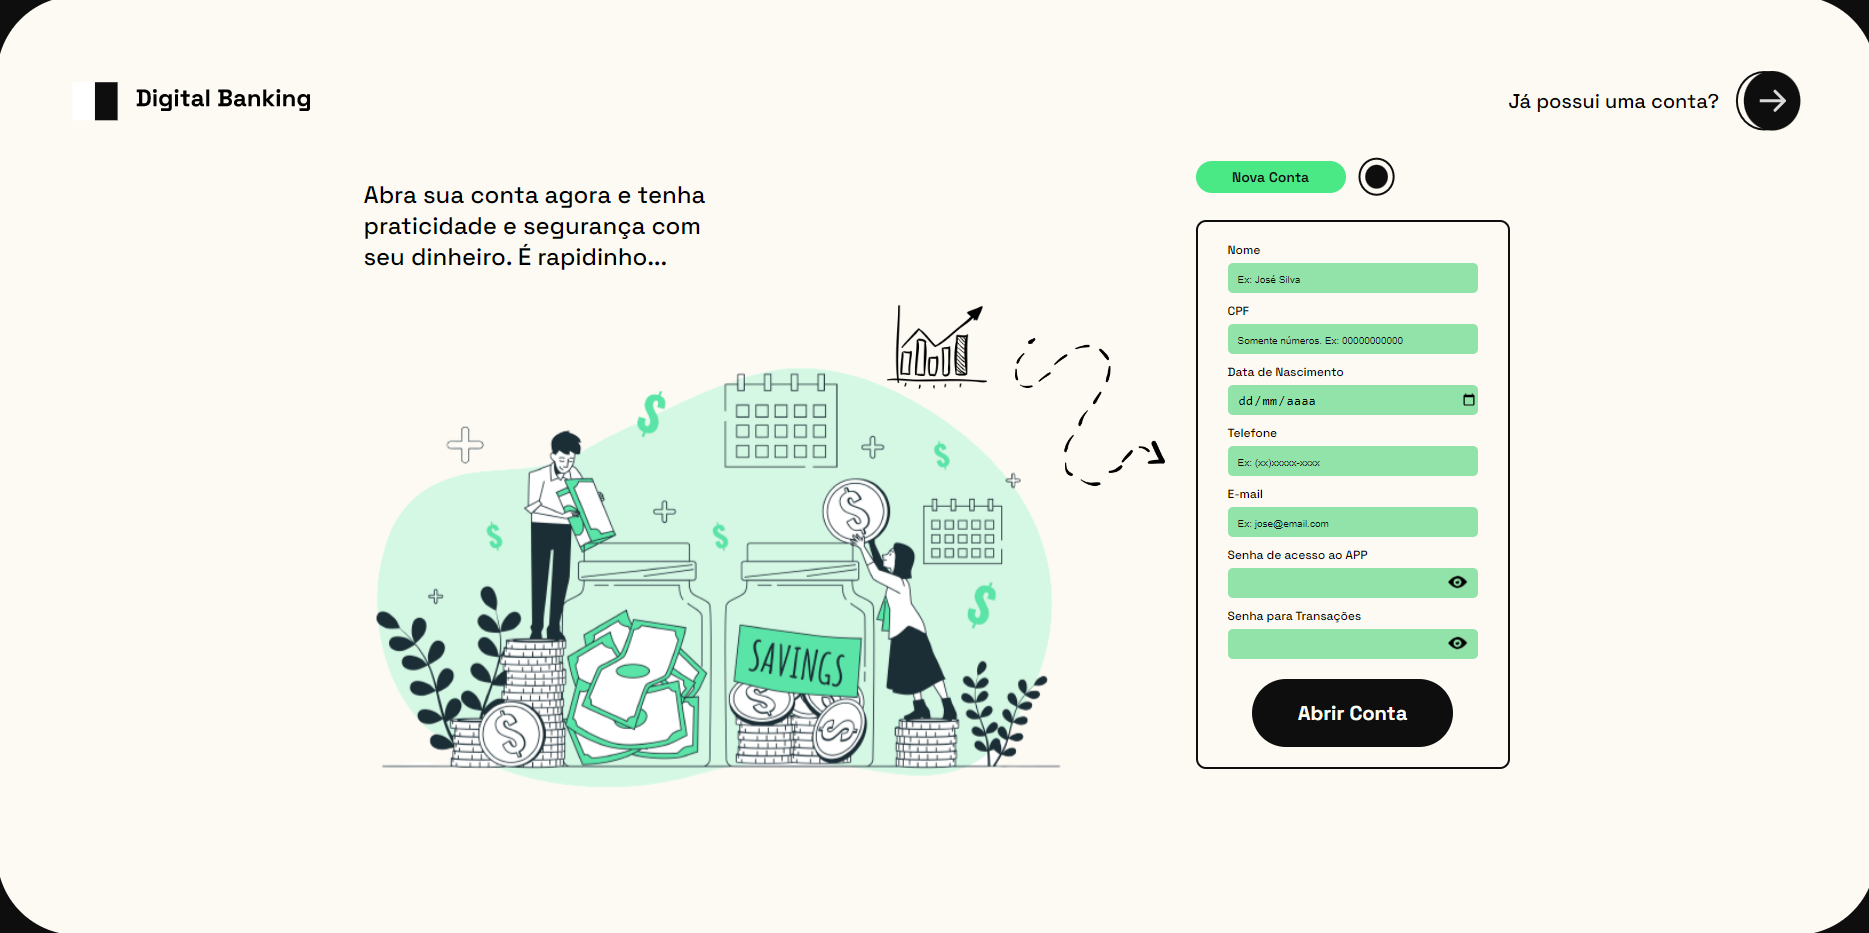 Digital Banking
Já possui uma conta?
Abra sua conta agora e tenha
praticidade e segurança com
seu dinheiro. É rapidinho...
SAVINGS
Nova Conta
Nome
Ex: José Silva
CPF
Somente números. Ex: 00000000000
Data de Nascimento
dd/mm/aaaa
Telefone
Ex: (xx)xxxxx-xxxx
E-mail
Ex: jose@email.com
Senha de acesso ao APP
Senha para Transações
Abrir Conta